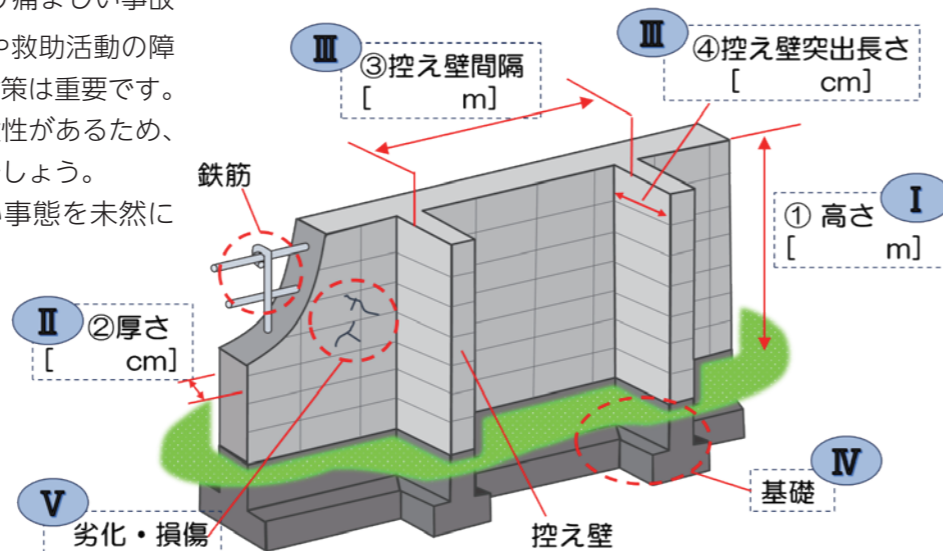 り痛ましい事故
や救助活動の障
策は重要です。
性があるため、
しょう。
い事態を未然に
Ⅲ
③控え壁間隔
[ m]
Ⅲ
④控え壁突出長さ
[ cm]
鉄筋
Ⅰ
① 高さ
[ m]
Ⅱ
②厚さ
[ cm]
Ⅳ
基礎
Ⅴ
劣化・損傷
控え壁